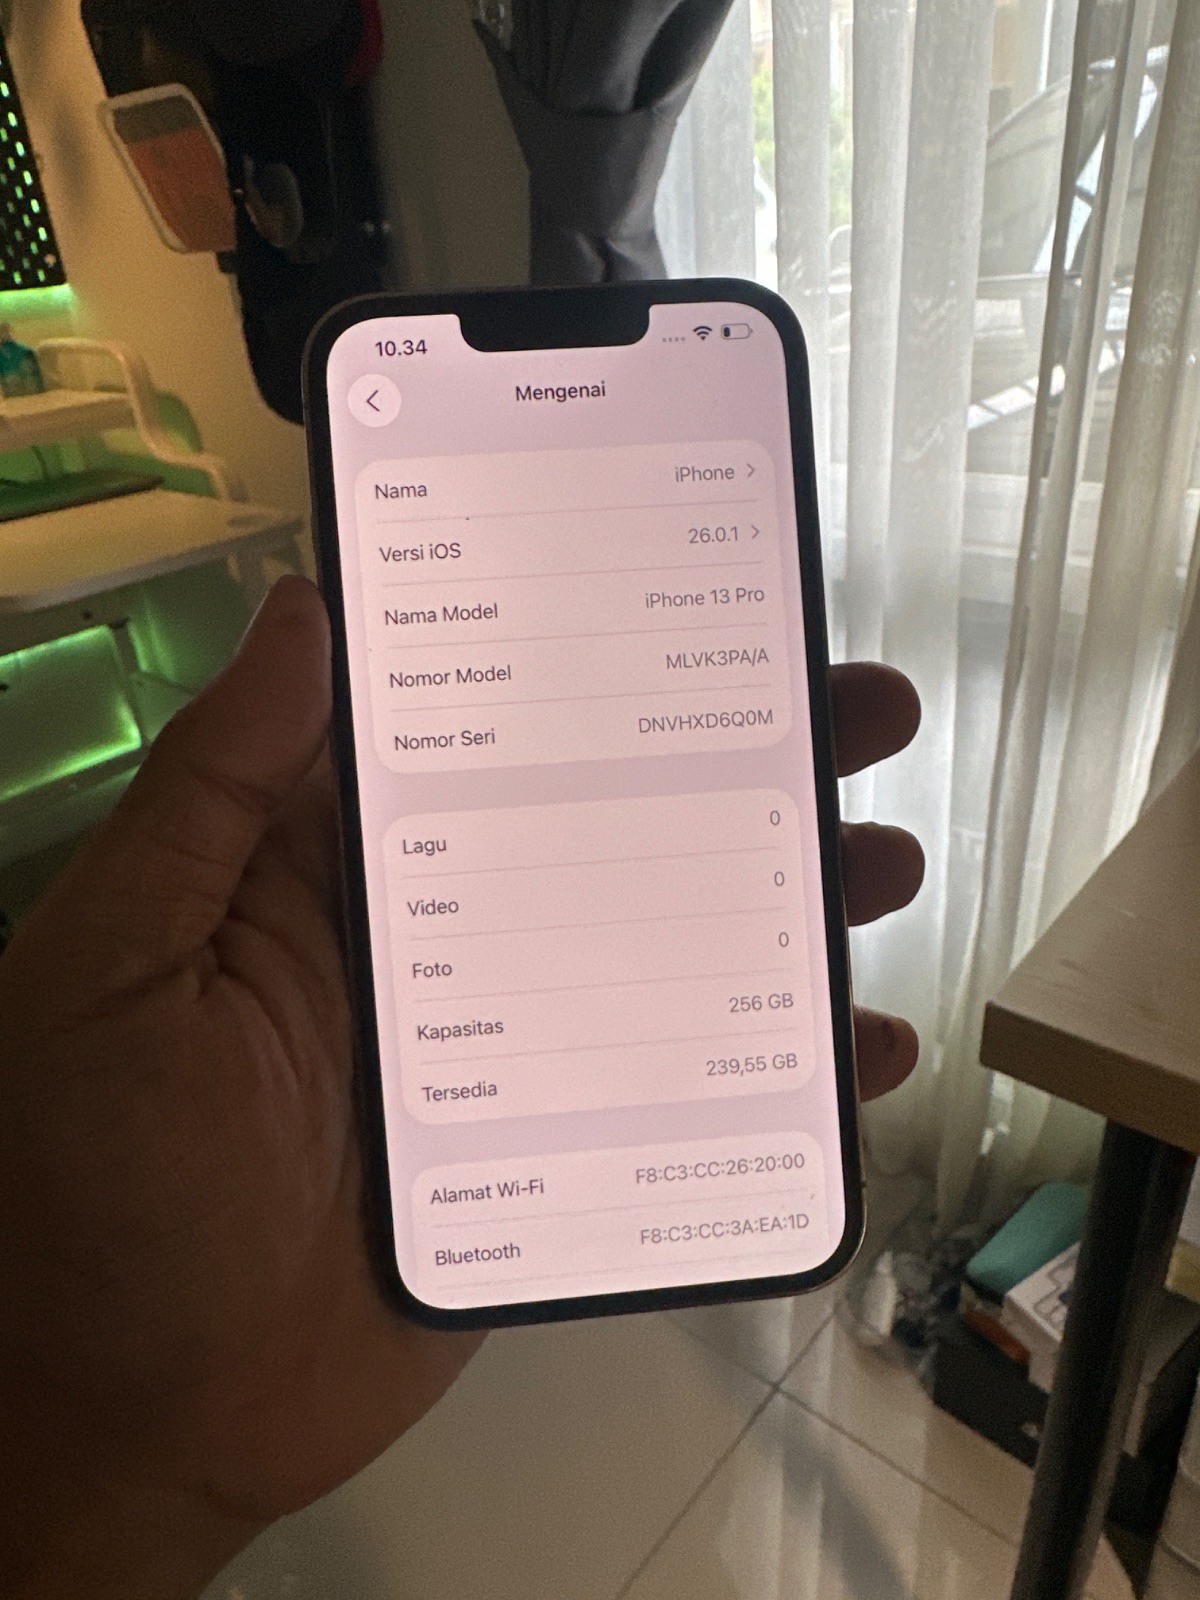 10.34
Mengenai
Nama iPhone
Versi iOS 26.0.1
Nama Model iPhone 13 Pro
Nomor Model MLVK3PA/A
Nomor Seri DNVHXD6Q0M
Lagu 0
Video 0
Foto 0
Kapasitas 256 GB
Tersedia 239,55 GB
Alamat Wi-Fi F8:C3:CC:26:20:00
Bluetooth F8:C3:CC:3A:EA:1D